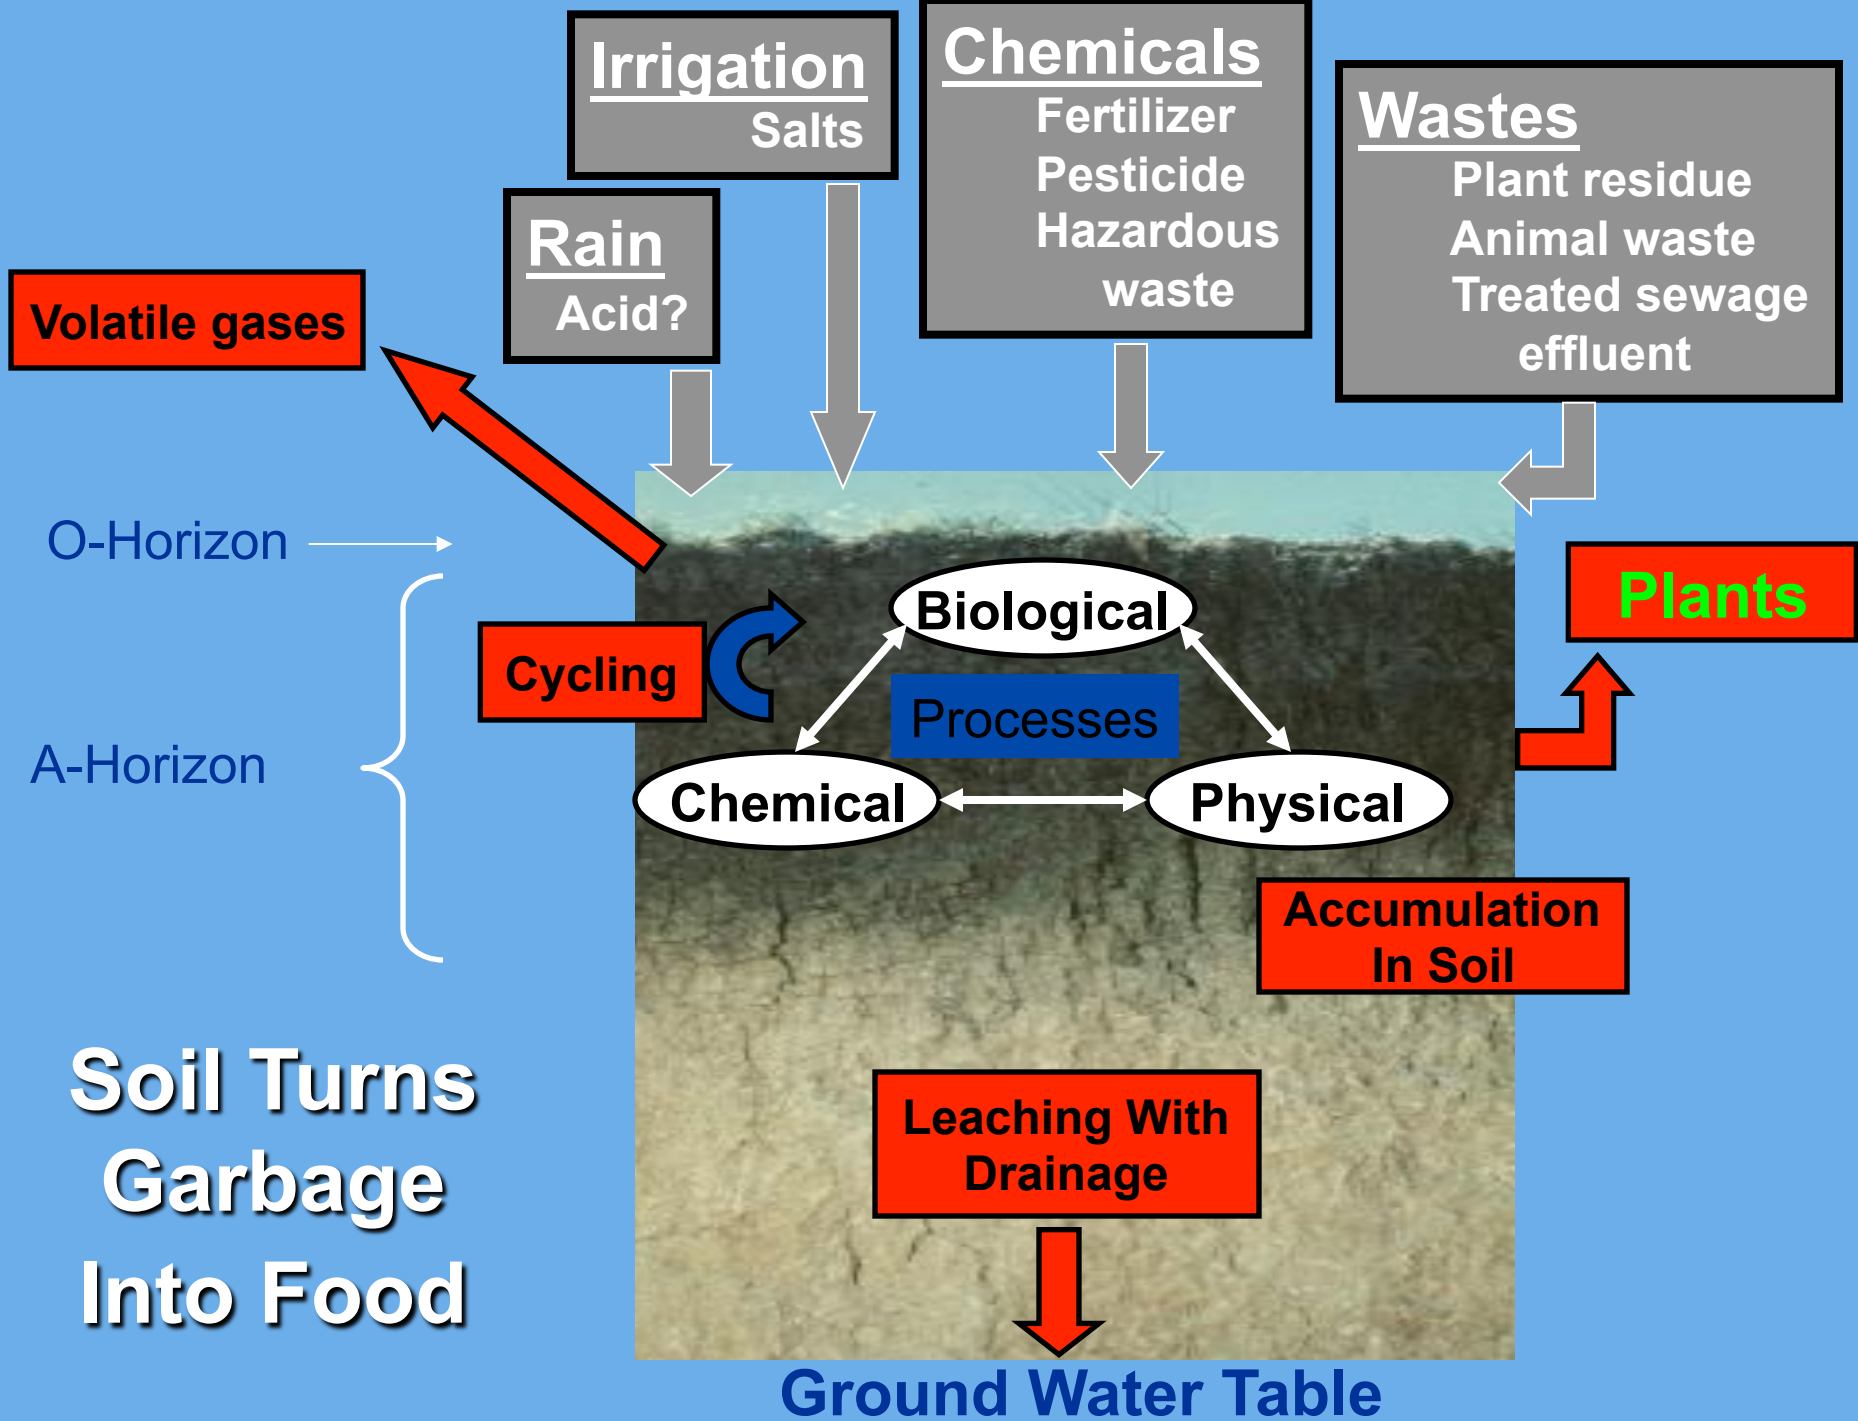 Irrigation
Salts
Chemicals
Fertilizer
Pesticide
Hazardous
waste
Wastes
Plant residue
Animal waste
Treated sewage
effluent
Rain
Acid?
Volatile gases
O-Horizon
A-Horizon
Cycling
Biological
Processes
Chemical
Physical
Plants
Accumulation
In Soil
Leaching With
Drainage
Soil Turns
Garbage
Into Food
Ground Water Table